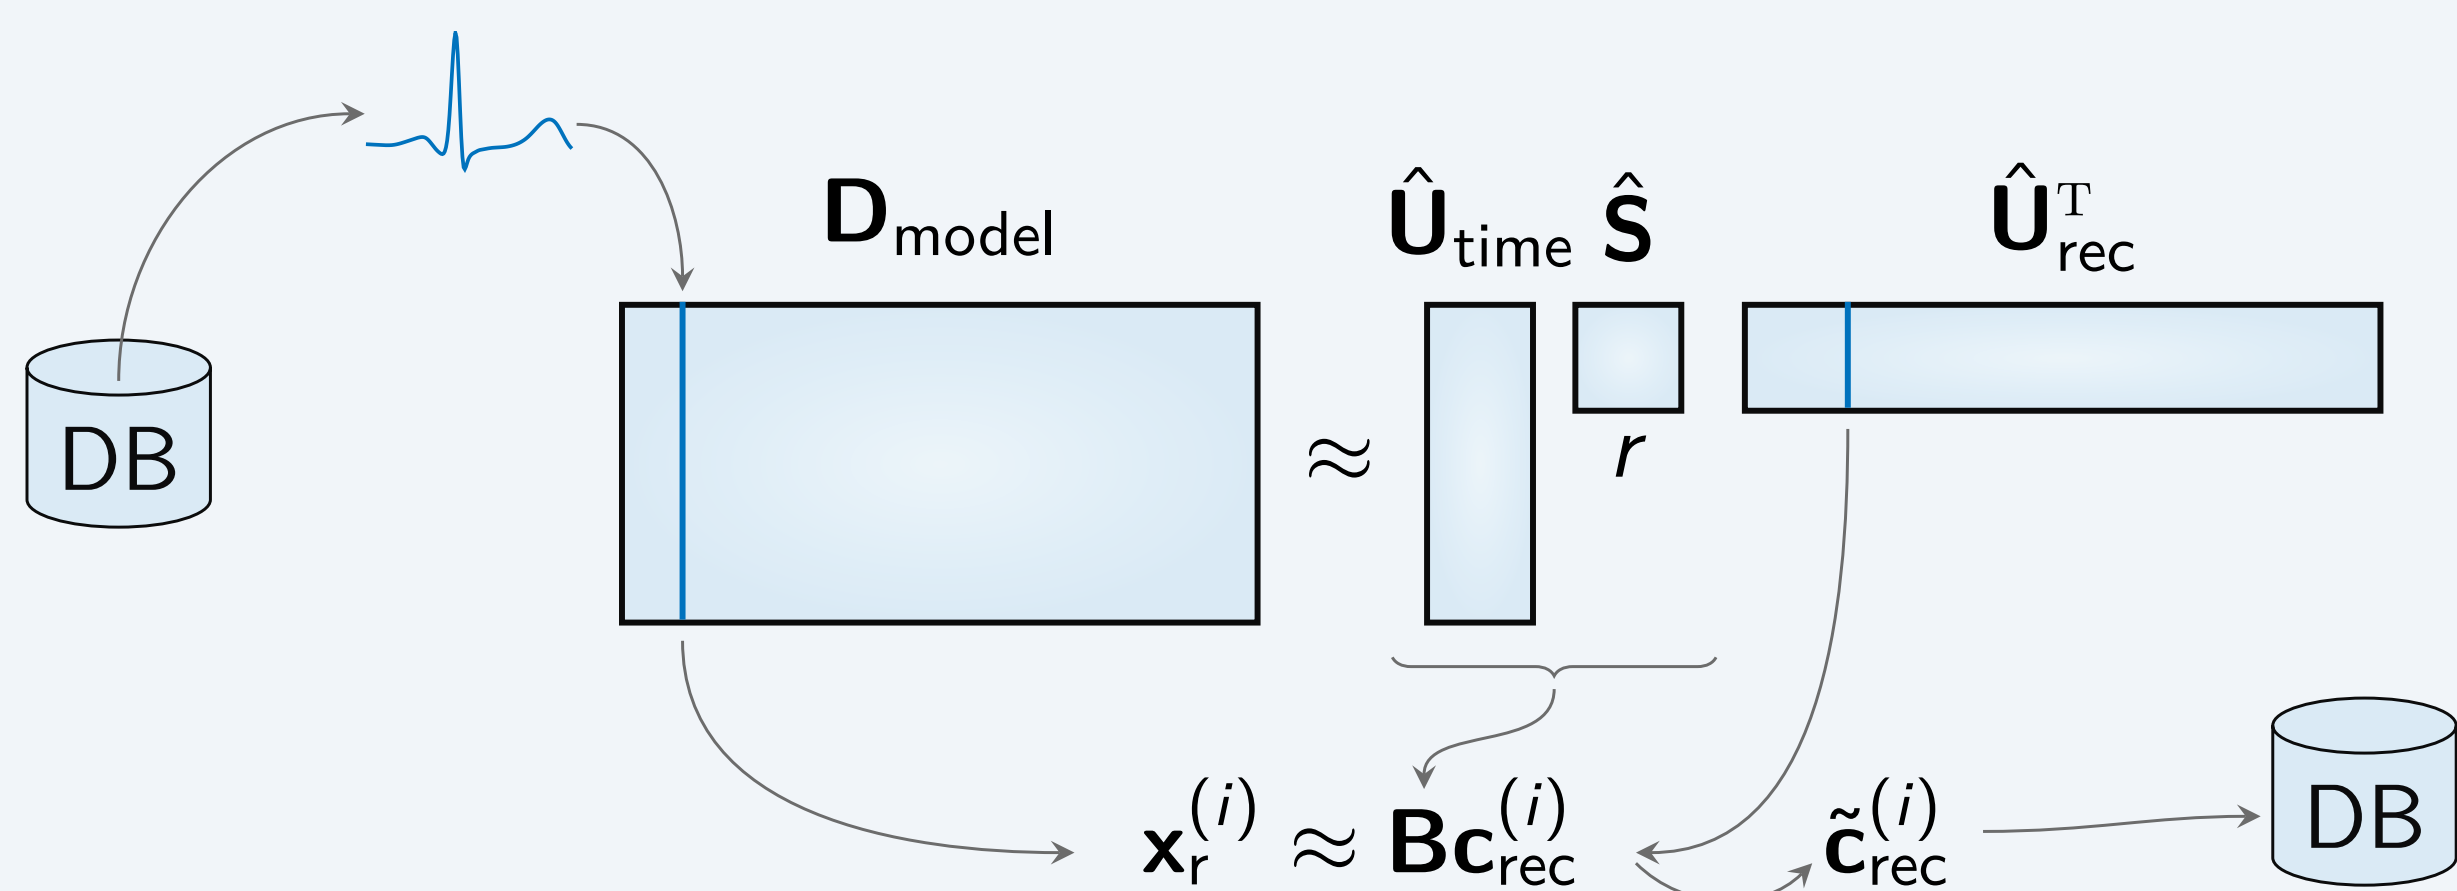 D_model ≈ Û_time Ŝ Û^T_rec
r
DB
x_r^(i) ≈ Bc_rec^(i)
c̃_rec^(i)
DB